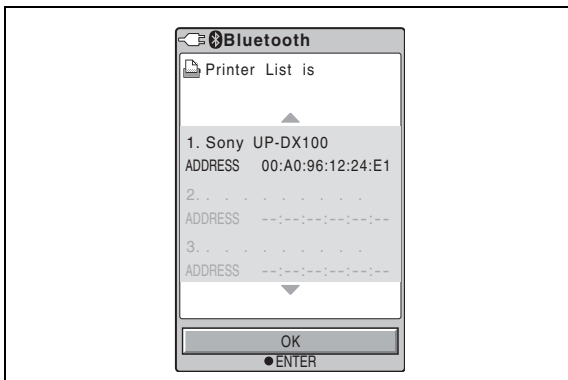 Bluetooth
Printer List is
1. Sony UP-DX100
ADDRESS 00:A0:96:12:24:E1
2. . . . . . . . . .
ADDRESS --:--:--:--:--:--
3. . . . . . . . . .
ADDRESS --:--:--:--:--:--
OK
●ENTER